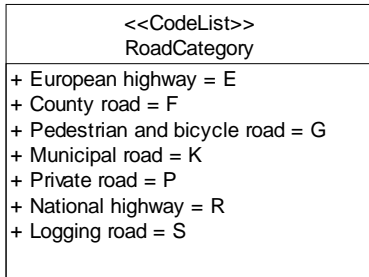 <<CodeList>>
RoadCategory
+ European highway = E
+ County road = F
+ Pedestrian and bicycle road = G
+ Municipal road = K
+ Private road = P
+ National highway = R
+ Logging road = S